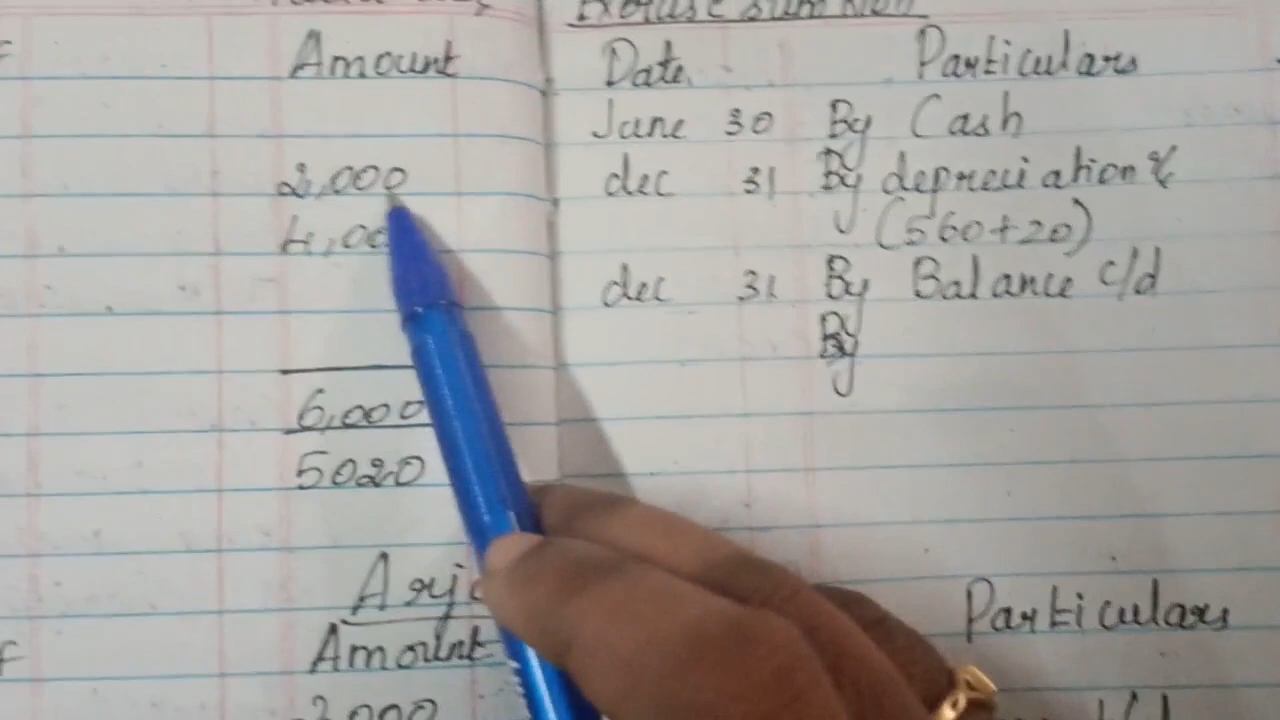 Amount Date Particulars
June 30 By Cash
2,000 dec 31 By depreciation
(560+20)
dec 31 By Balance c/d
By
6,000
5020
Particulars
Amount